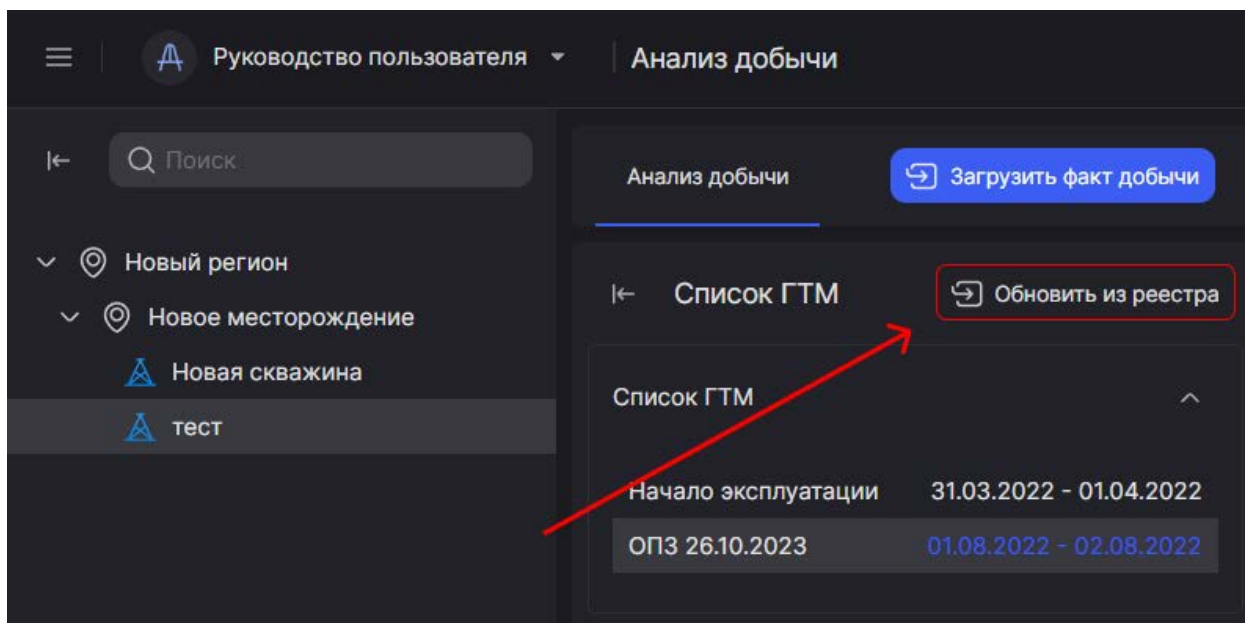 Руководство пользователя
Анализ добычи
Поиск
Анализ добычи
Загрузить факт добычи
Новый регион
Новое месторождение
Новая скважина
тест
Список ГТМ
Обновить из реестра
Список ГТМ
Начало эксплуатации 31.03.2022 - 01.04.2022
ОПЗ 26.10.2023 01.08.2022 - 02.08.2022